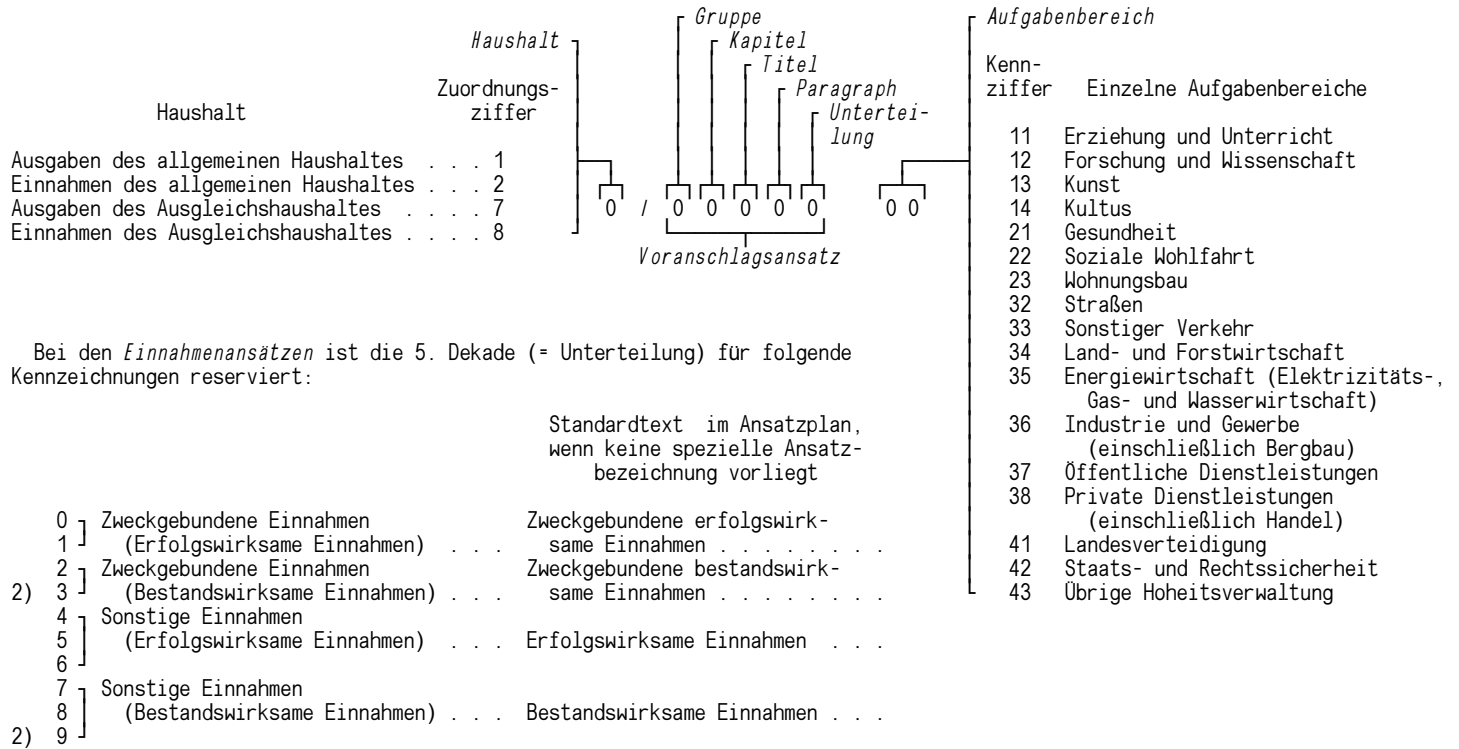 Gruppe
Aufgabenbereich
Haushalt
Kapitel
Titel
Kenn-
Zuordnungs-
Paragraph
ziffer Einzelne Aufgabenbereiche
Haushalt ziffer
Untertei-
lung
11 Erziehung und Unterricht
Ausgaben des allgemeinen Haushaltes . . . 1
12 Forschung und Wissenschaft
Einnahmen des allgemeinen Haushaltes . . . 2
13 Kunst
Ausgaben des Ausgleichshaushaltes . . . . 7
0 / 0 0 0 0 0 0 0
14 Kultus
Einnahmen des Ausgleichshaushaltes . . . . 8
21 Gesundheit
Voranschlagsansatz
22 Soziale Wohlfahrt
23 Wohnungsbau
32 Straßen
33 Sonstiger Verkehr
Bei den Einnahmenansätzen ist die 5. Dekade (= Unterteilung) für folgende
34 Land- und Forstwirtschaft
Kennzeichnungen reserviert:
35 Energiewirtschaft (Elektrizitäts-,
Gas- und Wasserwirtschaft)
Standardtext im Ansatzplan,
36 Industrie und Gewerbe
wenn keine spezielle Ansatz-
(einschließlich Bergbau)
bezeichnung vorliegt
37 Öffentliche Dienstleistungen
38 Private Dienstleistungen
(einschließlich Handel)
0 Zweckgebundene Einnahmen Zweckgebundene erfolgswirk-
1 (Erfolgswirksame Einnahmen) . . . same Einnahmen . . . . . . . .
41 Landesverteidigung
2 Zweckgebundene Einnahmen Zweckgebundene bestandswirk-
42 Staats- und Rechtssicherheit
2) 3 (Bestandswirksame Einnahmen) . . . same Einnahmen . . . . . . . .
43 Übrige Hoheitsverwaltung
4 Sonstige Einnahmen
5 (Erfolgswirksame Einnahmen) . . . Erfolgswirksame Einnahmen . . .
6
7 Sonstige Einnahmen
8 (Bestandswirksame Einnahmen) . . . Bestandswirksame Einnahmen . . .
2) 9